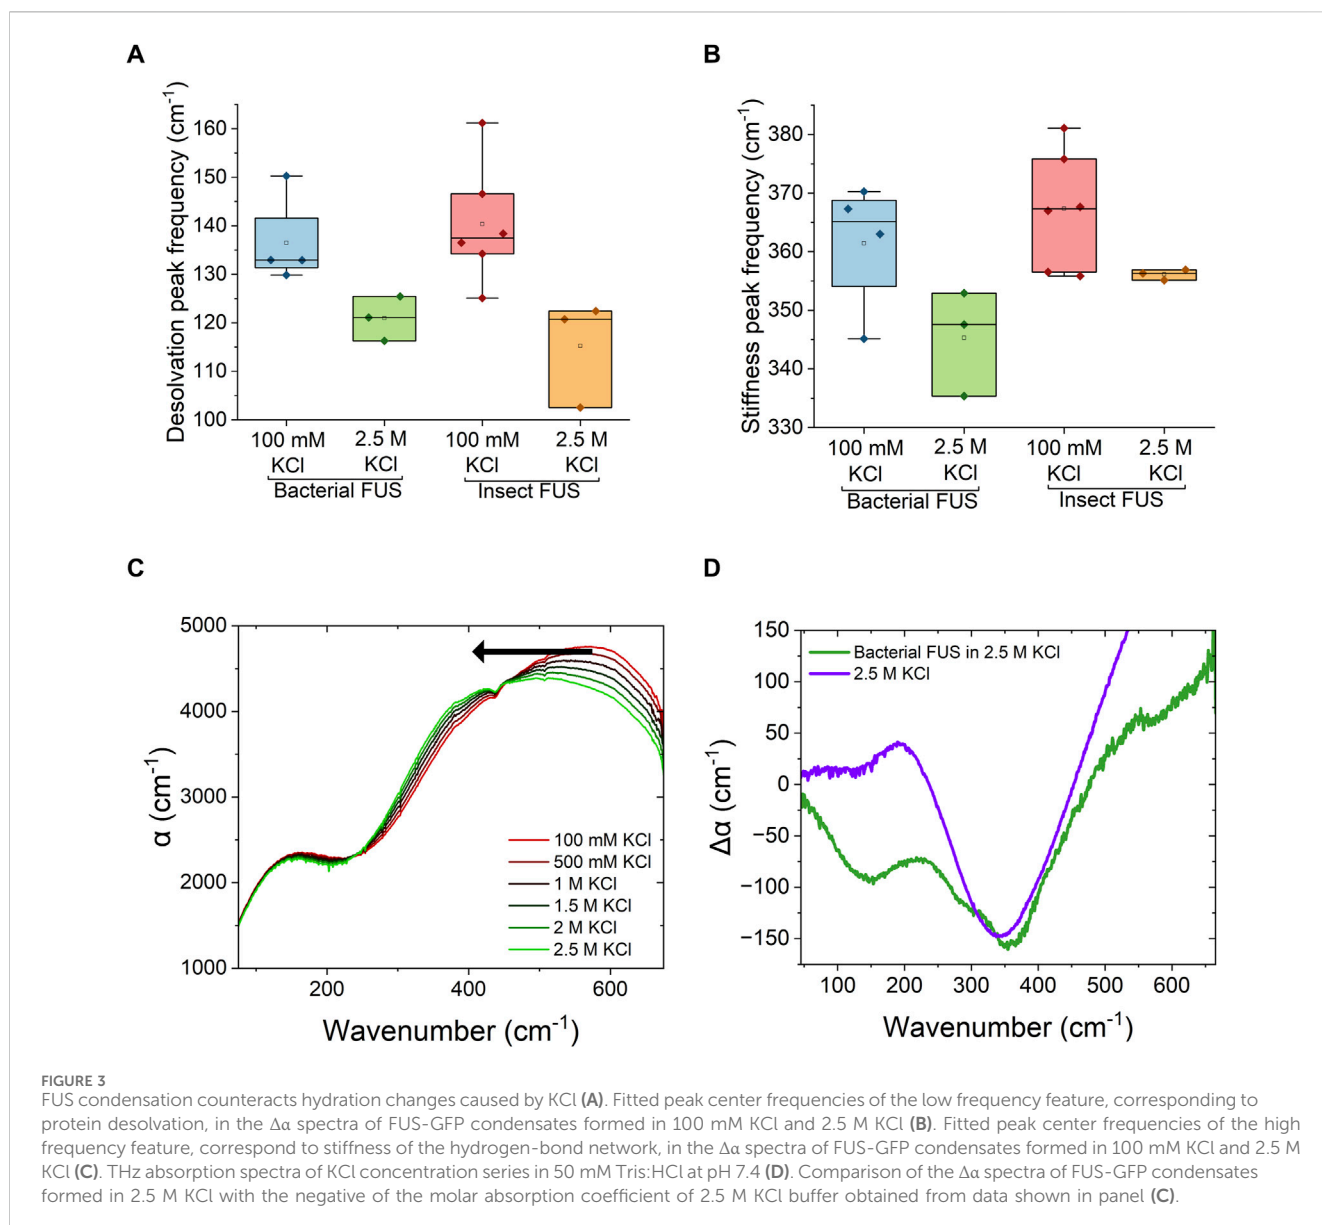 A
Desolvation peak frequency (cm⁻¹)
160
150
140
130
120
110
100
100 mM
KCl
2.5 M
KCl
100 mM
KCl
2.5 M
KCl
Bacterial FUS
Insect FUS
B
Stiffness peak frequency (cm⁻¹)
380
370
360
350
340
330
100 mM
KCl
2.5 M
KCl
100 mM
KCl
2.5 M
KCl
Bacterial FUS
Insect FUS
C
α (cm⁻¹)
5000
4000
3000
2000
1000
100 mM KCl
500 mM KCl
1 M KCl
1.5 M KCl
2 M KCl
2.5 M KCl
200
400
600
Wavenumber (cm⁻¹)
D
Δα (cm⁻¹)
150
100
50
0
−50
−100
−150
Bacterial FUS in 2.5 M KCl
2.5 M KCl
100
200
300
400
500
600
Wavenumber (cm⁻¹)
FIGURE 3
FUS condensation counteracts hydration changes caused by KCl (A). Fitted peak center frequencies of the low frequency feature, corresponding to
protein desolvation, in the Δα spectra of FUS-GFP condensates formed in 100 mM KCl and 2.5 M KCl (B). Fitted peak center frequencies of the high
frequency feature, correspond to stiffness of the hydrogen-bond network, in the Δα spectra of FUS-GFP condensates formed in 100 mM KCl and 2.5 M
KCl (C). THz absorption spectra of KCl concentration series in 50 mM Tris:HCl at pH 7.4 (D). Comparison of the Δα spectra of FUS-GFP condensates
formed in 2.5 M KCl with the negative of the molar absorption coefficient of 2.5 M KCl buffer obtained from data shown in panel (C).